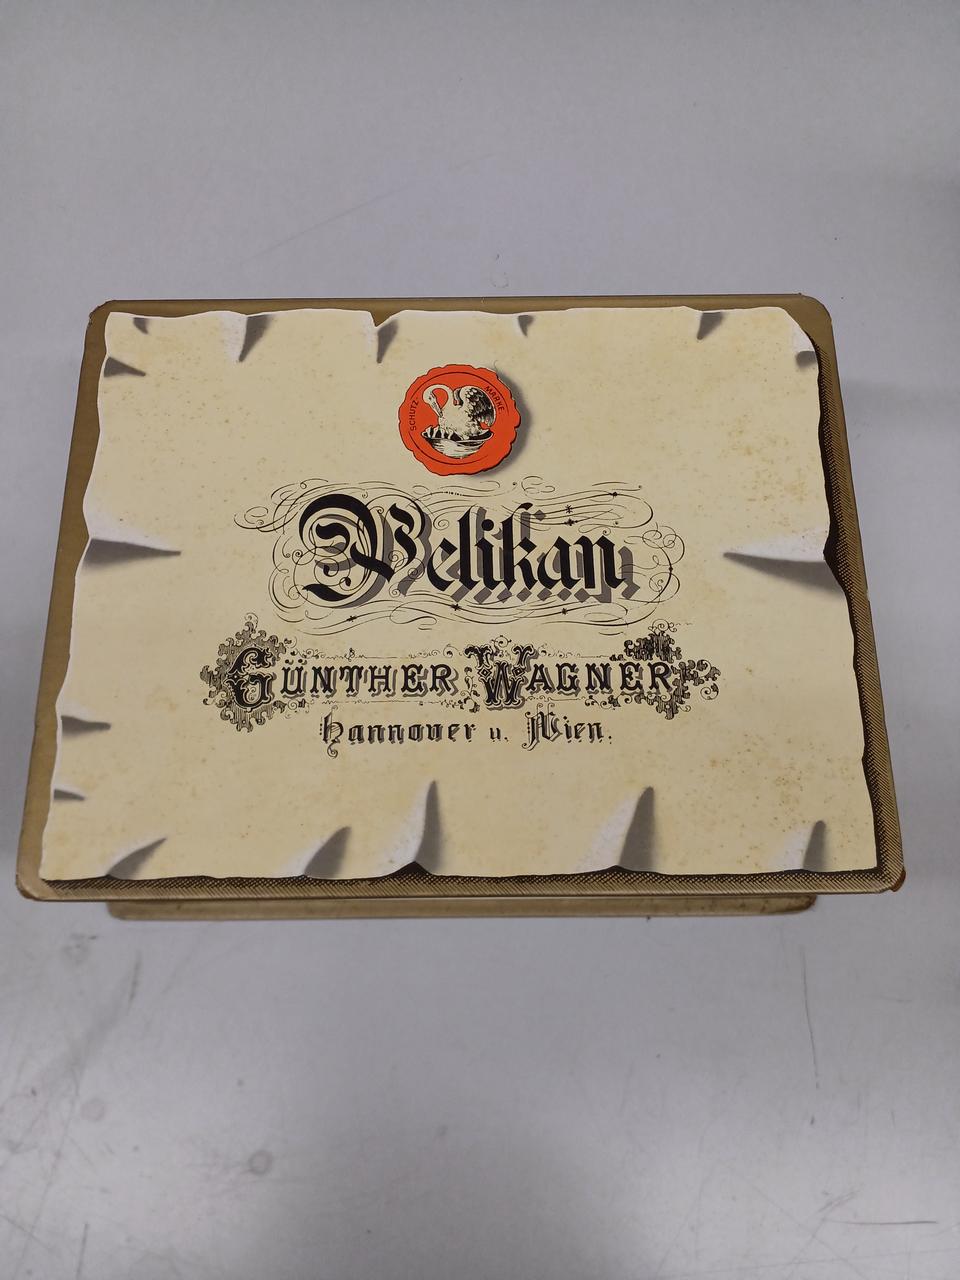 SCHUTZ - MARKE
Pelikan
GÜNTHER WAGNER
Hannover u. Wien.